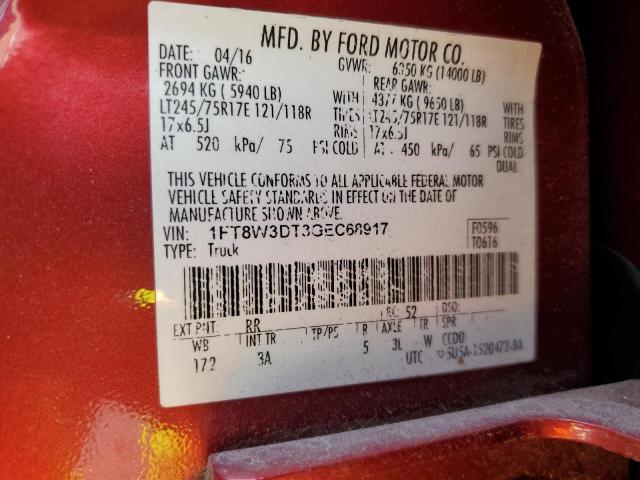 MFD. BY FORD MOTOR CO.
DATE: 04/16 GVWR: 6350 KG (14000 LB)
FRONT GAWR: REAR GAWR:
2694 KG ( 5940 LB) WITH 4377 KG ( 9650 LB) WITH
LT245/75R17E 121/118R TIRES LT245/75R17E 121/118R TIRES
17x6.5J RIMS 17x6.5J RIMS
AT 520 kPa/ 75 PSI COLD AT 450 kPa/ 65 PSI COLD
DUAL
THIS VEHICLE CONFORMS TO ALL APPLICABLE FEDERAL MOTOR
VEHICLE SAFETY STANDARDS IN EFFECT ON THE DATE OF
MANUFACTURE SHOWN ABOVE.
VIN: 1FT8W3DT3GEC68917 F0596
TYPE: Truck T0616
RC: 52 DSO:
EXT PNT: RR
WB INT TR TP/PS R AXLE TR SPR
172 3A 5 3L W CCDD
UTC